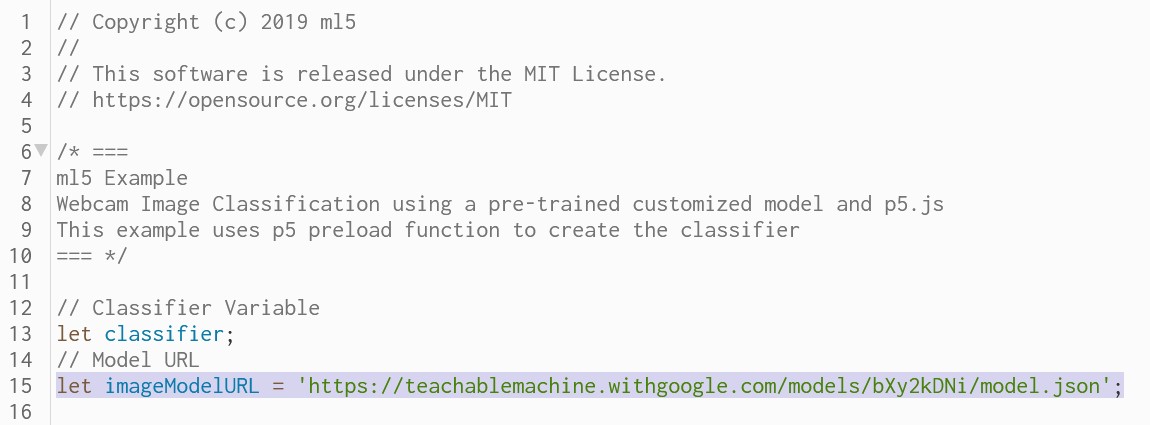 1 // Copyright (c) 2019 ml5
2 //
3 // This software is released under the MIT License.
4 // https://opensource.org/licenses/MIT
5
6 /* ===
7 ml5 Example
8 Webcam Image Classification using a pre-trained customized model and p5.js
9 This example uses p5 preload function to create the classifier
10 === */
11
12 // Classifier Variable
13 let classifier;
14 // Model URL
15 let imageModelURL = 'https://teachablemachine.withgoogle.com/models/bXy2kDNi/model.json';
16